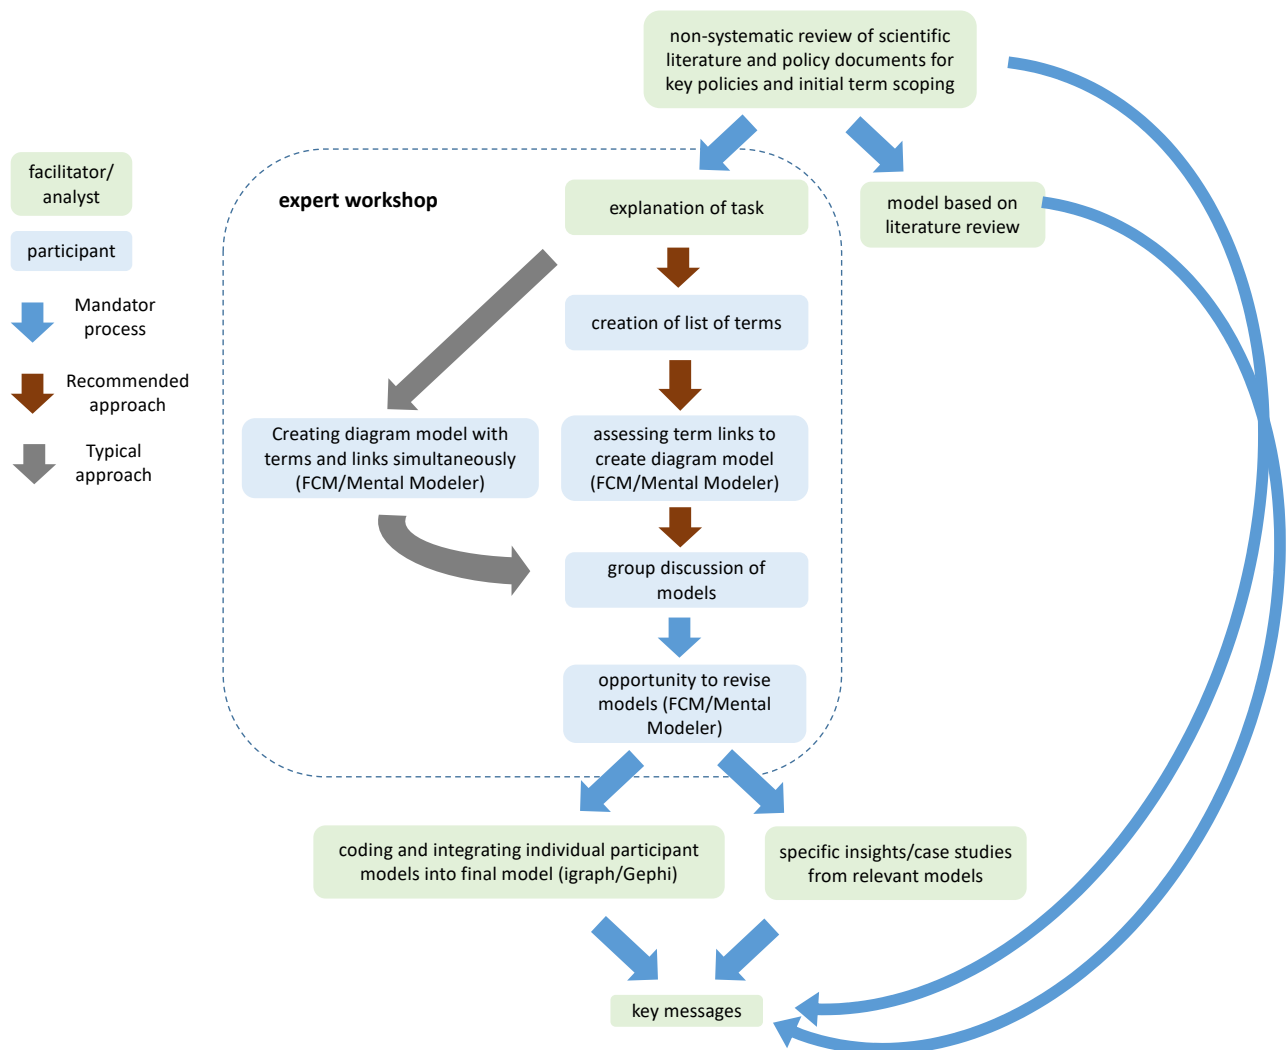 non-systematic review of scientific
literature and policy documents for
key policies and initial term scoping
facilitator/
analyst
participant
Mandator
process
Recommended
approach
Typical
approach
expert workshop
explanation of task
model based on
literature review
creation of list of terms
Creating diagram model with
terms and links simultaneously
(FCM/Mental Modeler)
assessing term links to
create diagram model
(FCM/Mental Modeler)
group discussion of
models
opportunity to revise
models (FCM/Mental
Modeler)
coding and integrating individual participant
models into final model (igraph/Gephi)
specific insights/case studies
from relevant models
key messages